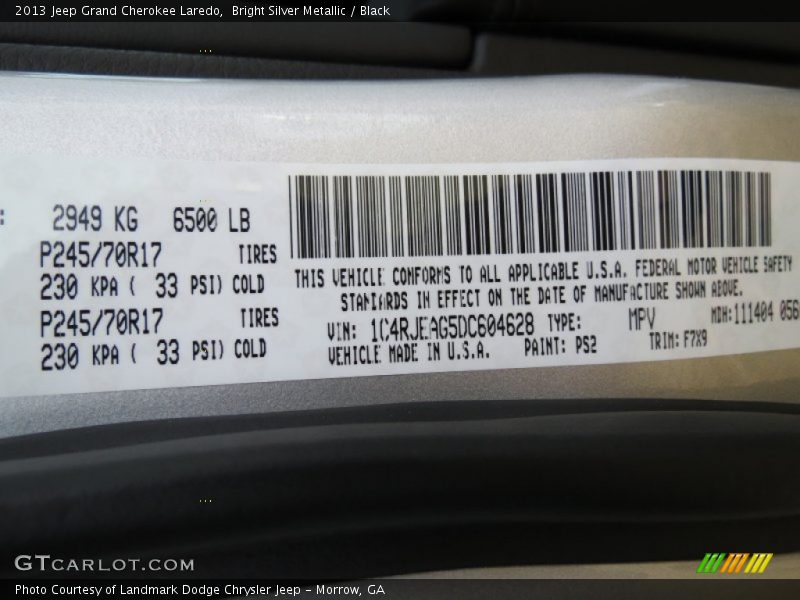 2013 Jeep Grand Cherokee Laredo, Bright Silver Metallic / Black
: 2949 KG 6500 LB
P245/70R17 TIRES
230 KPA ( 33 PSI) COLD
P245/70R17 TIRES
230 KPA ( 33 PSI) COLD
THIS VEHICLE CONFORMS TO ALL APPLICABLE U.S.A. FEDERAL MOTOR VEHICLE SAFETY
STANDARDS IN EFFECT ON THE DATE OF MANUFACTURE SHOWN ABOVE.
VIN: 1C4RJEAG5DC604628 TYPE: MPV MDH:111404 056
VEHICLE MADE IN U.S.A. PAINT: PS2 TRIM: F7X9
GTCARLOT.COM
Photo Courtesy of Landmark Dodge Chrysler Jeep - Morrow, GA